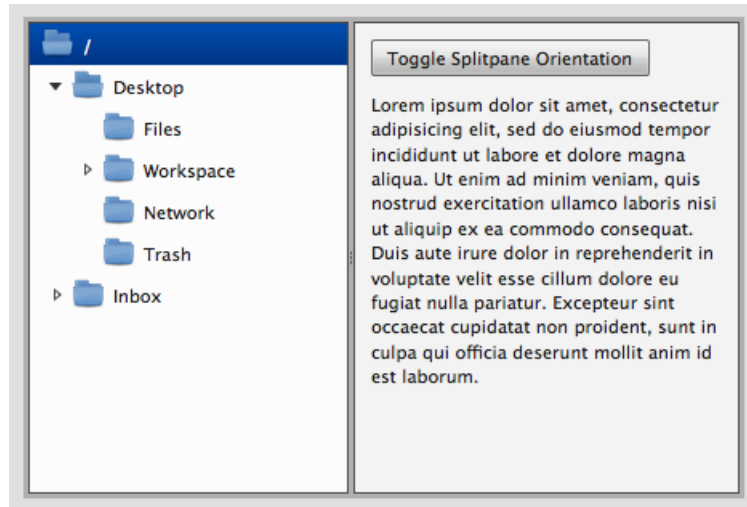 /
Desktop
Files
Workspace
Network
Trash
Inbox
Toggle Splitpane Orientation
Lorem ipsum dolor sit amet, consectetur
adipisicing elit, sed do eiusmod tempor
incididunt ut labore et dolore magna
aliqua. Ut enim ad minim veniam, quis
nostrud exercitation ullamco laboris nisi
ut aliquip ex ea commodo consequat.
Duis aute irure dolor in reprehenderit in
voluptate velit esse cillum dolore eu
fugiat nulla pariatur. Excepteur sint
occaecat cupidatat non proident, sunt in
culpa qui officia deserunt mollit anim id
est laborum.